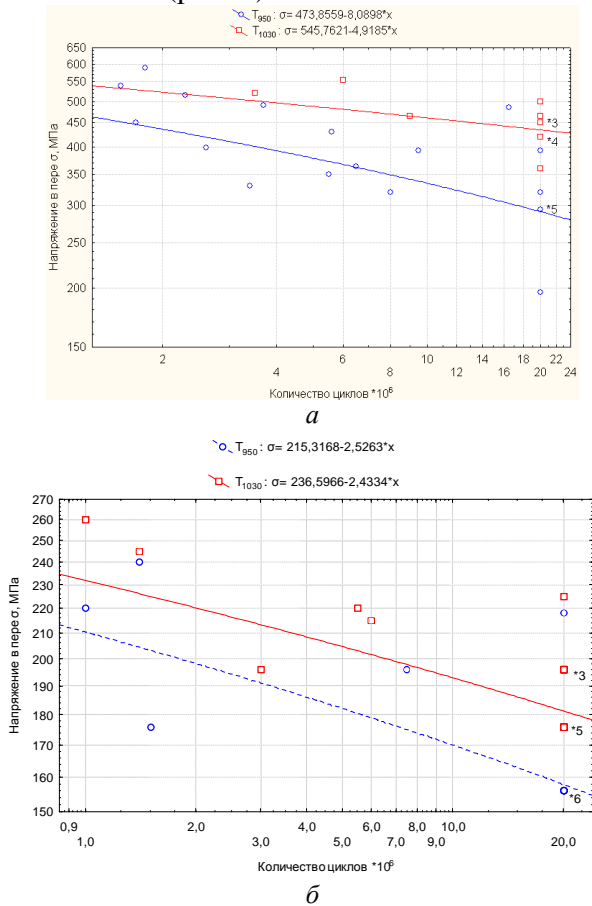 T950 : σ= 473,8559-8,0898*x
T1030 : σ= 545,7621-4,9185*x
Напряжение в пере σ, МПа
650
600
550
500
450
400
350
300
250
200
150
*3
*4
*5
2 6 10 14 18 22
4 8 12 16 20 24
Количество циклов *10⁶
а
T950 : σ= 215,3168-2,5263*x
T1030 : σ= 236,5966-2,4334*x
Напряжение в пере σ, МПа
270
260
250
240
230
220
210
200
190
180
170
160
150
*3
*5
*6
0,9 2,0 4,0 6,0 8,0 10,0
1,0 3,0 5,0 7,0 9,0 20,0
Количество циклов *10⁶
б